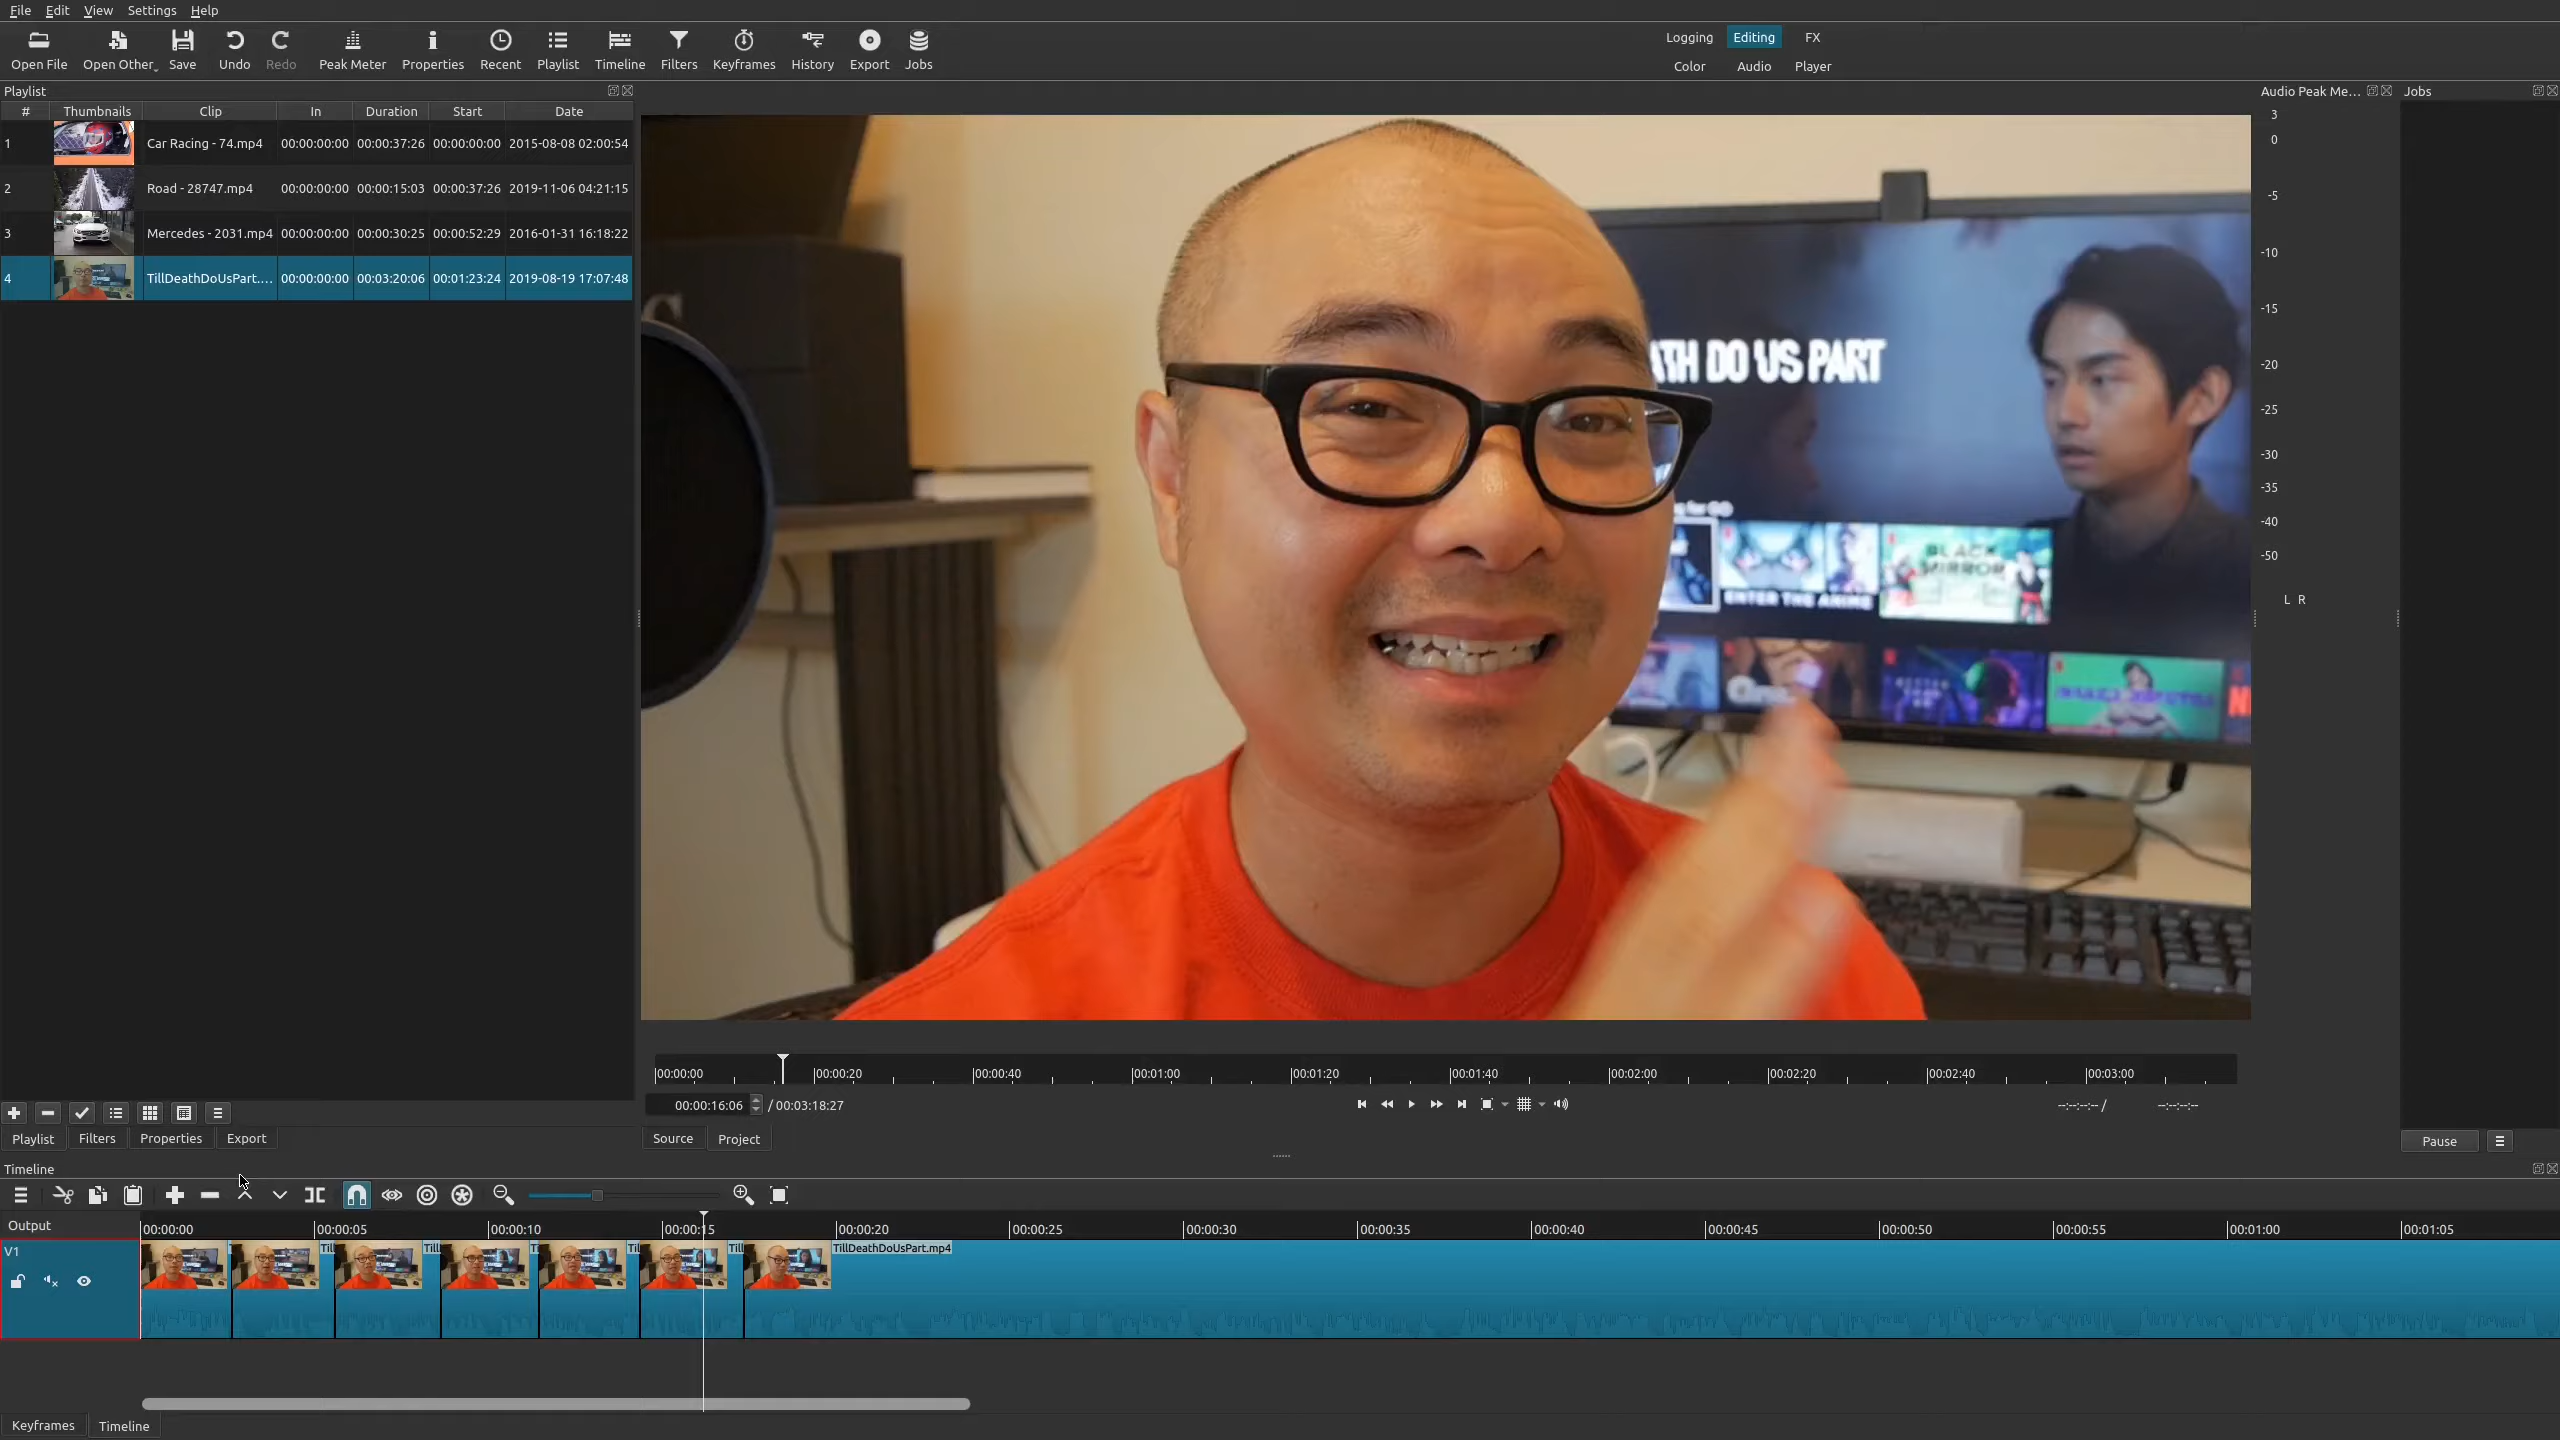 File Edit View Settings Help
Open File Open Other Save Undo Redo Peak Meter Properties Recent Playlist Timeline Filters Keyframes History Export Jobs
Logging Editing FX
Color Audio Player
Playlist
# Thumbnails Clip In Duration Start Date
1 Car Racing - 74.mp4 00:00:00:00 00:00:37:26 00:00:00:00 2015-08-08 02:00:54
2 Road - 28747.mp4 00:00:00:00 00:00:15:03 00:00:37:26 2019-11-06 04:21:15
3 Mercedes - 2031.mp4 00:00:00:00 00:00:30:25 00:00:52:29 2016-01-31 16:18:22
4 TillDeathDoUsPart.... 00:00:00:00 00:03:20:06 00:01:23:24 2019-08-19 17:07:48
ATH DO US PART
BLACK MIRROR
ENTER THE ANIME
Audio Peak Me...
3
0
-5
-10
-15
-20
-25
-30
-35
-40
-50
L R
Jobs
00:00:00 00:00:20 00:00:40 00:01:00 00:01:20 00:01:40 00:02:00 00:02:20 00:02:40 00:03:00
00:00:16:06 / 00:03:18:27 --:--:--:-- / --:--:--:--
Playlist Filters Properties Export
Source Project
Pause
Timeline
Output
00:00:00 00:00:05 00:00:10 00:00:15 00:00:20 00:00:25 00:00:30 00:00:35 00:00:40 00:00:45 00:00:50 00:00:55 00:01:00 00:01:05
V1
Till Till T Til Till TillDeathDoUsPart.mp4
Keyframes Timeline